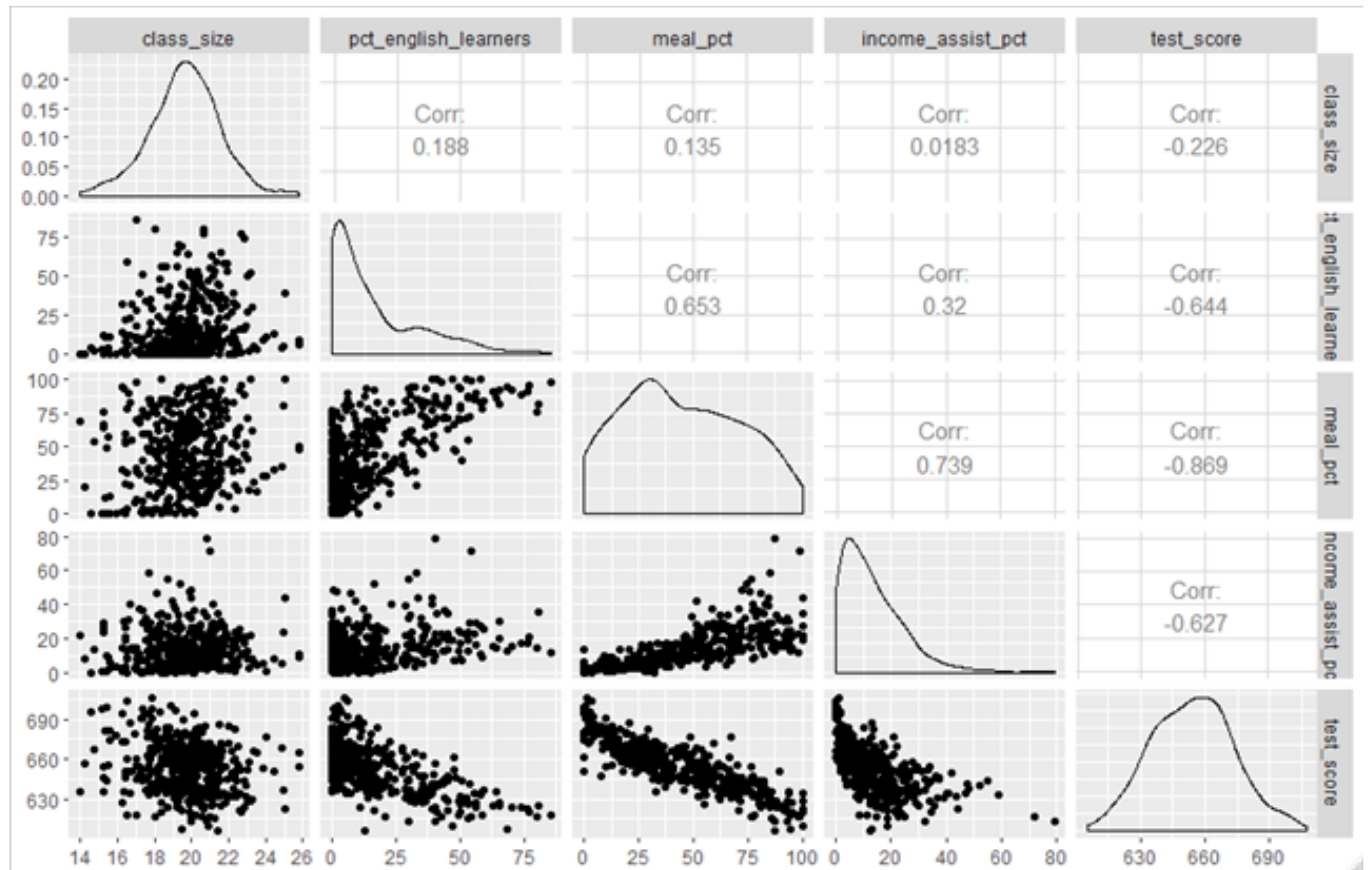 class_size pct_english_learners meal_pct income_assist_pct test_score
0.20
0.15
0.10
0.05
0.00
Corr:
0.188
Corr:
0.135
Corr:
0.0183
Corr:
-0.226
class_size
75
50
25
0
Corr:
0.653
Corr:
0.32
Corr:
-0.644
ct_english_learne
100
75
50
25
0
Corr:
0.739
Corr:
-0.869
meal_pct
80
60
40
20
0
Corr:
-0.627
ncome_assist_pc
690
660
630
test_score
14 16 18 20 22 24 26 0 25 50 75 0 25 50 75 100 0 20 40 60 80 630 660 690